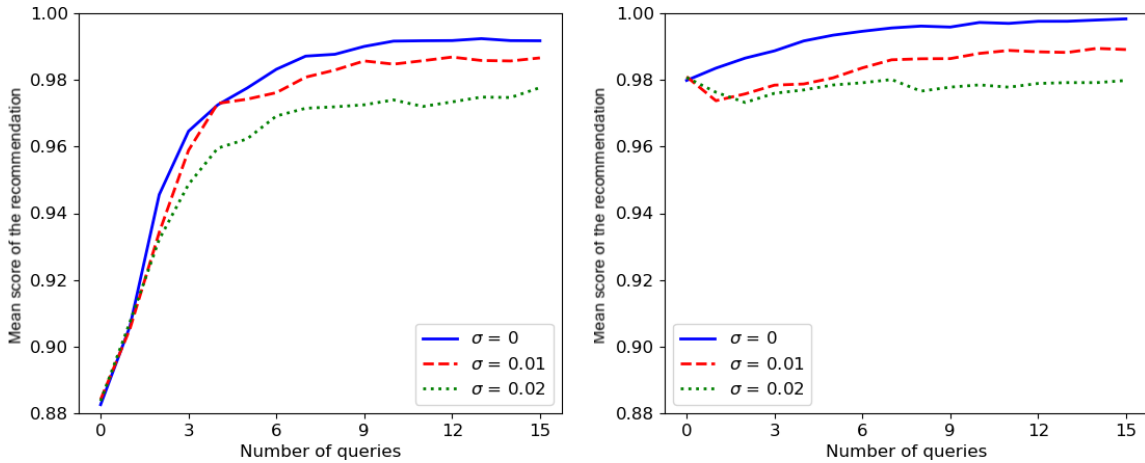 1.00
0.98
0.96
0.94
0.92
0.90
0.88
Mean score of the recommendation
0 3 6 9 12 15
Number of queries
σ = 0
σ = 0.01
σ = 0.02
1.00
0.98
0.96
0.94
0.92
0.90
0.88
Mean score of the recommendation
0 3 6 9 12 15
Number of queries
σ = 0
σ = 0.01
σ = 0.02